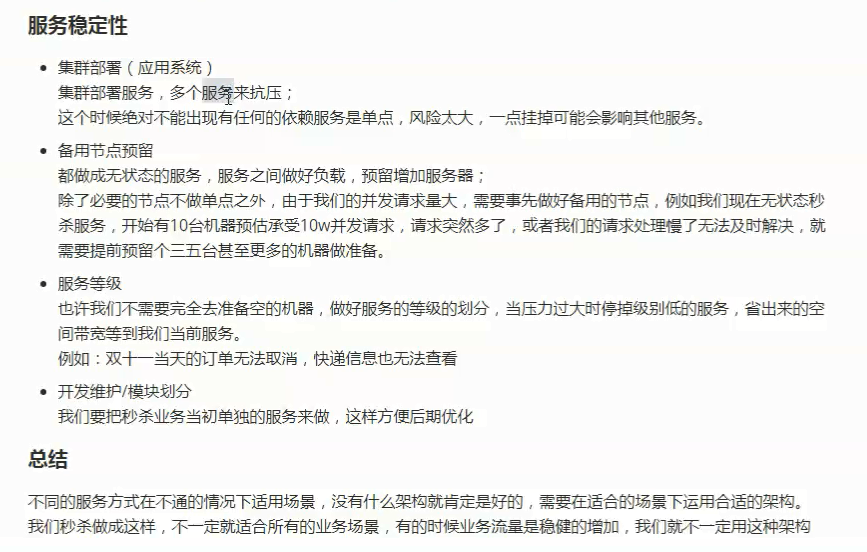 服务稳定性
集群部署（应用系统）
集群部署服务，多个服务来抗压；
这个时候绝对不能出现有任何的依赖服务是单点，风险太大，一点挂掉可能会影响其他服务。
备用节点预留
都做成无状态的服务，服务之间做好负载，预留增加服务器；
除了必要的节点不做单点之外，由于我们的并发请求量大，需要事先做好备用的节点，例如我们现在无状态秒
杀服务，开始有10台机器预估承受10w并发请求，请求突然多了，或者我们的请求处理慢了无法及时解决，就
需要提前预留个三五台甚至更多的机器做准备。
服务等级
也许我们不需要完全去准备空的机器，做好服务的等级的划分，当压力过大时停掉级别低的服务，省出来的空
间带宽等到我们当前服务。
例如：双十一当天的订单无法取消，快递信息也无法查看
开发维护/模块划分
我们要把秒杀业务当初单独的服务来做，这样方便后期优化
总结
不同的服务方式在不通的情况下适用场景，没有什么架构就肯定是好的，需要在适合的场景下运用合适的架构。
我们秒杀做成这样，不一定就适合所有的业务场景，有的时候业务流量是稳健的增加，我们就不一定用这种架构